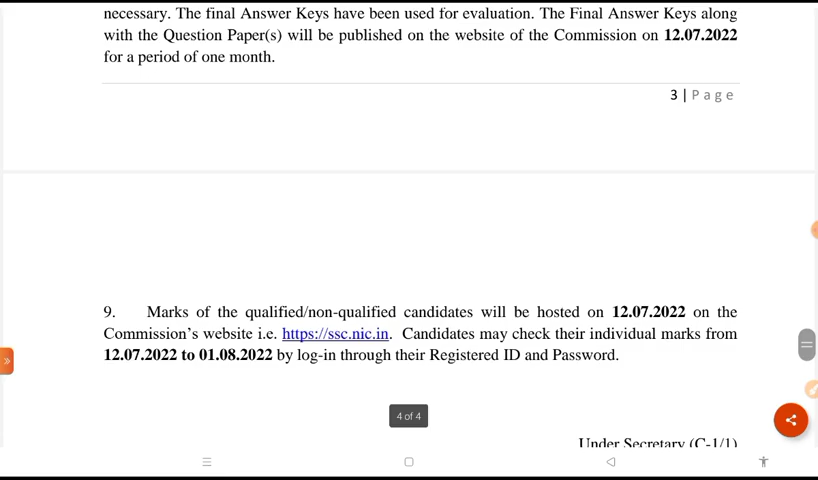 necessary. The final Answer Keys have been used for evaluation. The Final Answer Keys along
with the Question Paper(s) will be published on the website of the Commission on 12.07.2022
for a period of one month.
3 | P a g e
9. Marks of the qualified/non-qualified candidates will be hosted on 12.07.2022 on the
Commission's website i.e. https://ssc.nic.in. Candidates may check their individual marks from
12.07.2022 to 01.08.2022 by log-in through their Registered ID and Password.
4 of 4
Under Secretary (C-1/1)